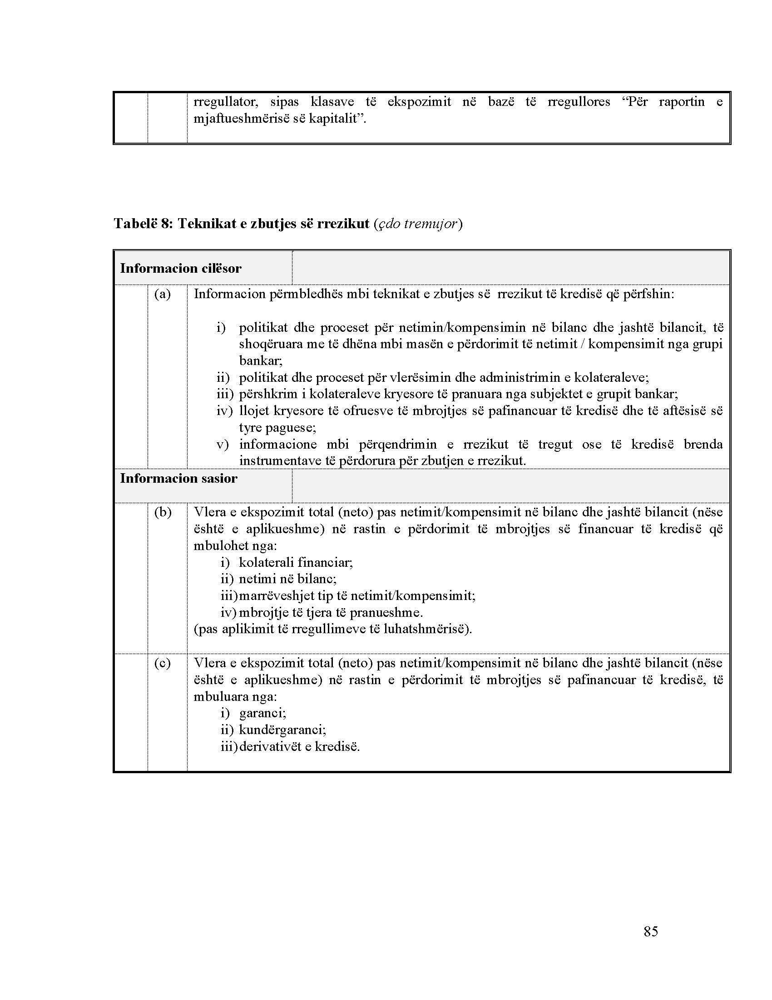 rregullator, sipas klasave të ekspozimit në bazë të rregullores “Për raportin e
mjaftueshmërisë së kapitalit”.
Tabelë 8: Teknikat e zbutjes së rrezikut (çdo tremujor)
Informacion cilësor
(a) Informacion përmbledhës mbi teknikat e zbutjes së rrezikut të kredisë që përfshin:
i) politikat dhe proceset për netimin/kompensimin në bilanc dhe jashtë bilancit, të
shoqëruara me të dhëna mbi masën e përdorimit të netimit / kompensimit nga grupi
bankar;
ii) politikat dhe proceset për vlerësimin dhe administrimin e kolateraleve;
iii) përshkrim i kolateraleve kryesore të pranuara nga subjektet e grupit bankar;
iv) llojet kryesore të ofruesve të mbrojtjes së pafinancuar të kredisë dhe të aftësisë së
tyre paguese;
v) informacione mbi përqendrimin e rrezikut të tregut ose të kredisë brenda
instrumentave të përdorura për zbutjen e rrezikut.
Informacion sasior
(b) Vlera e ekspozimit total (neto) pas netimit/kompensimit në bilanc dhe jashtë bilancit (nëse
është e aplikueshme) në rastin e përdorimit të mbrojtjes së financuar të kredisë që
mbulohet nga:
i) kolaterali financiar;
ii) netimi në bilanc;
iii) marrëveshjet tip të netimit/kompensimit;
iv) mbrojtje të tjera të pranueshme.
(pas aplikimit të rregullimeve të luhatshmërisë).
(c) Vlera e ekspozimit total (neto) pas netimit/kompensimit në bilanc dhe jashtë bilancit (nëse
është e aplikueshme) në rastin e përdorimit të mbrojtjes së pafinancuar të kredisë, të
mbuluara nga:
i) garanci;
ii) kundërgaranci;
iii) derivativët e kredisë.
85